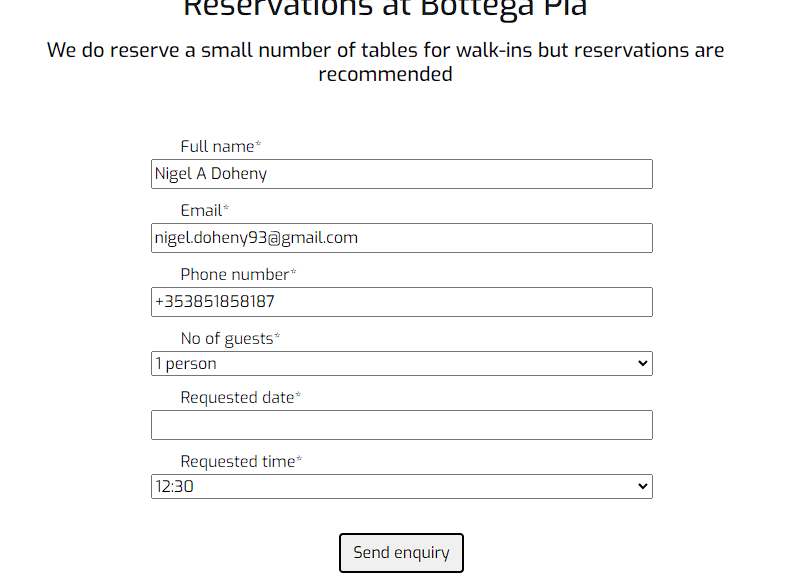 Reservations at Bottega Pia
We do reserve a small number of tables for walk-ins but reservations are
recommended
Full name*
Nigel A Doheny
Email*
nigel.doheny93@gmail.com
Phone number*
+353851858187
No of guests*
1 person
Requested date*
Requested time*
12:30
Send enquiry